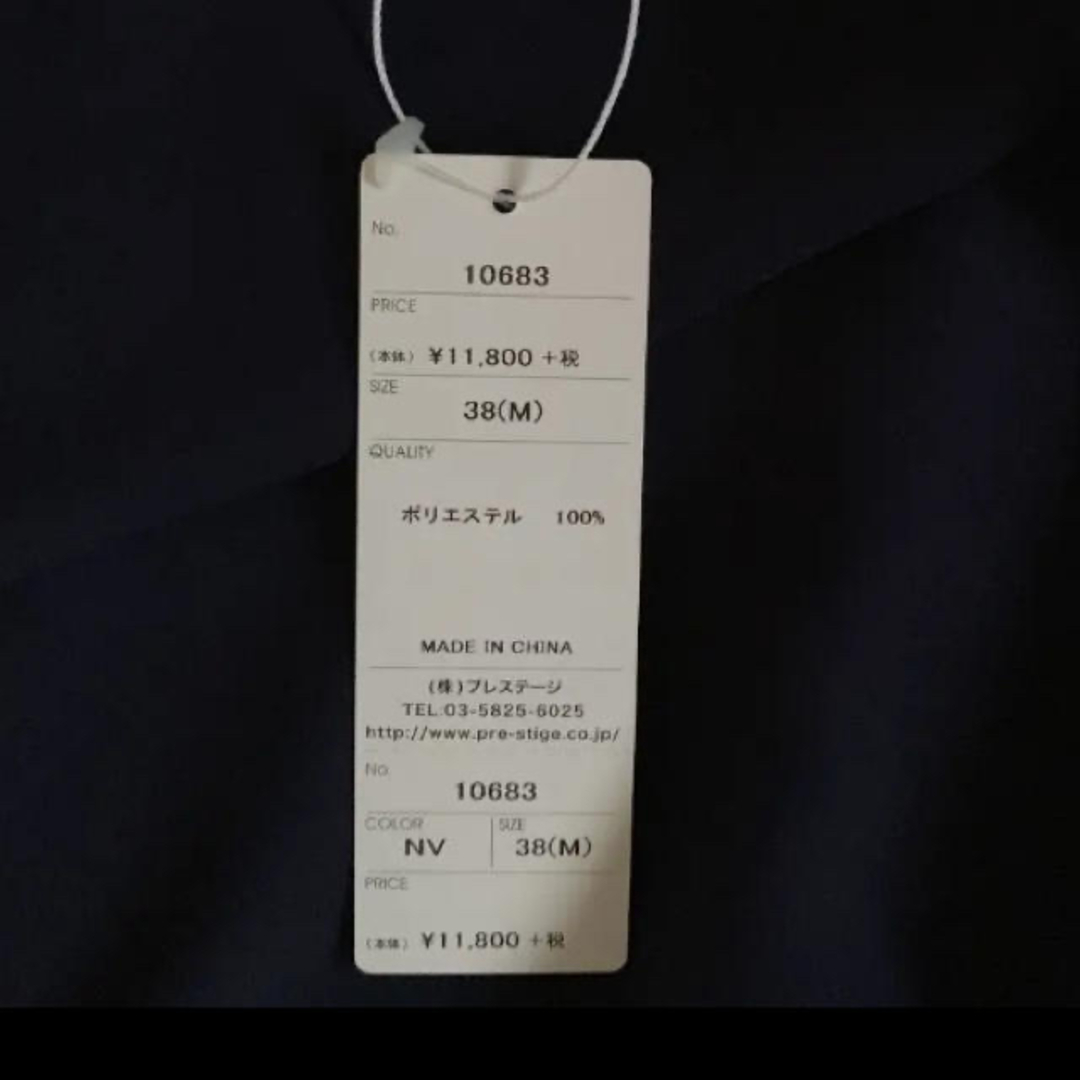 No.
10683
PRICE
(本体) ¥11,800 +税
SIZE
38(M)
QUALITY
ポリエステル 100%
MADE IN CHINA
(株)プレステージ
TEL:03-5825-6025
http://www.pre-stige.co.jp/
No.
10683
COLOR SIZE
NV 38(M)
PRICE
(本体) ¥11,800 +税